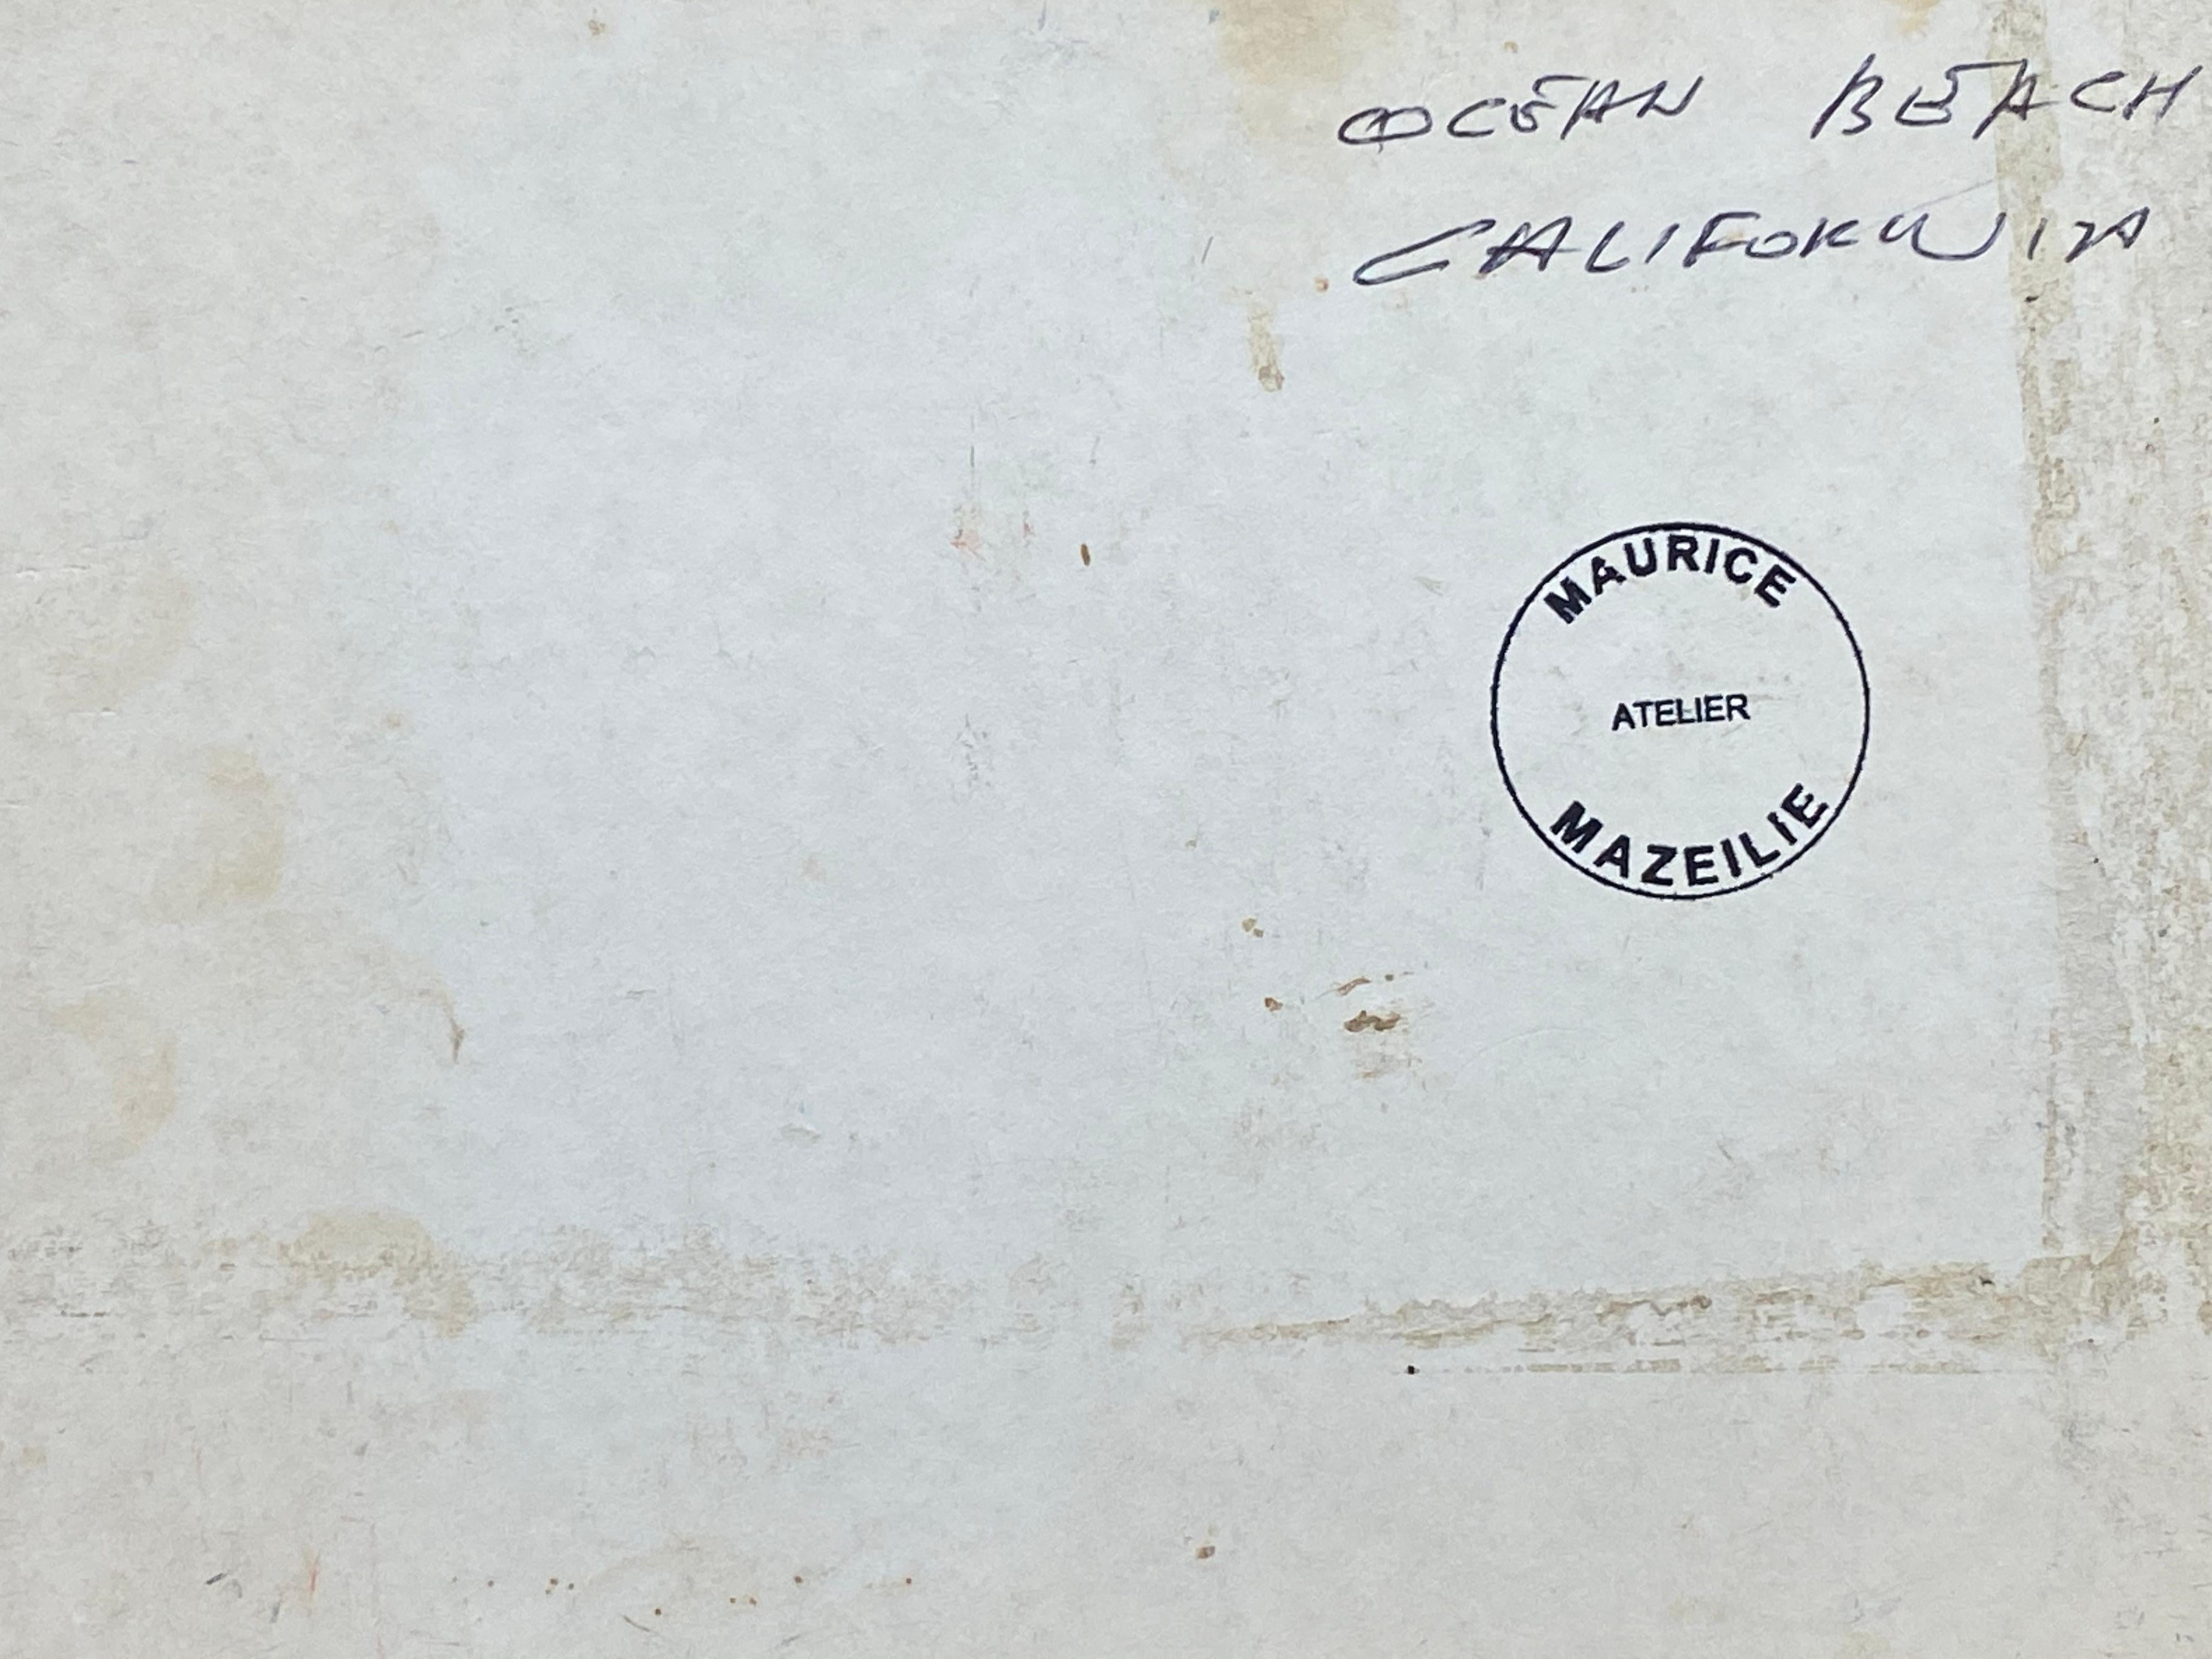 OCEAN BEACH
CALIFORNIA
MAURICE
ATELIER
MAZEILIE